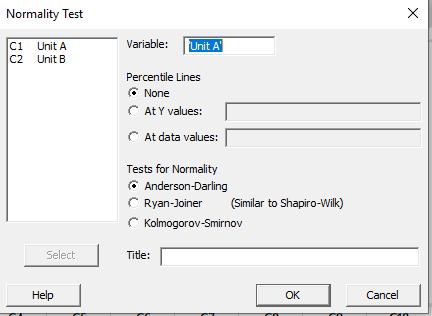 Normality Test
C1 Unit A
C2 Unit B
Variable: 'Unit A'
Percentile Lines
None
At Y values:
At data values:
Tests for Normality
Anderson-Darling
Ryan-Joiner (Similar to Shapiro-Wilk)
Kolmogorov-Smirnov
Select
Title:
Help
OK
Cancel